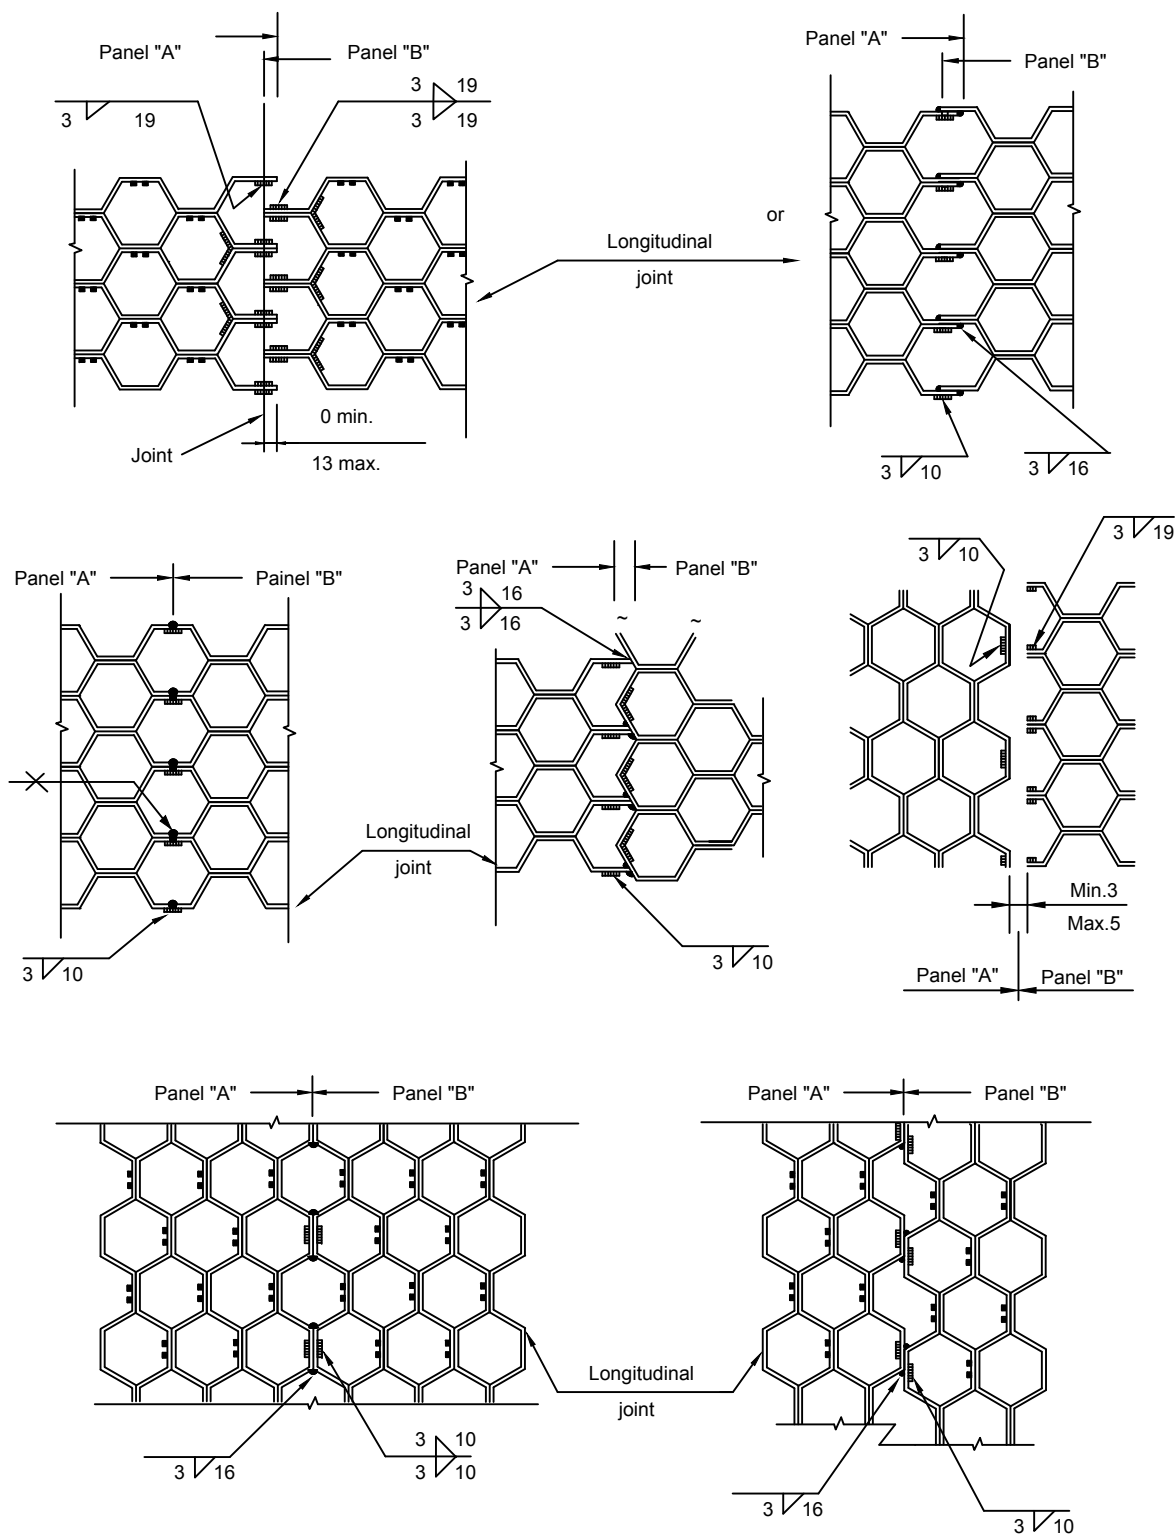 Panel "A"
Panel "B"
3 19
3 19
3 19
0 min.
13 max.
Joint
Longitudinal
joint
or
Panel "A"
Panel "B"
3 10
3 16
Panel "A"
Painel "B"
3 10
Longitudinal
joint
Panel "A"
Panel "B"
3 16
3 16
~ ~
3 10
3 10
3 19
Min.3
Max.5
Panel "A"
Panel "B"
Panel "A"
Panel "B"
3 16
3 10
3 10
Longitudinal
joint
Panel "A"
Panel "B"
3 16
3 10